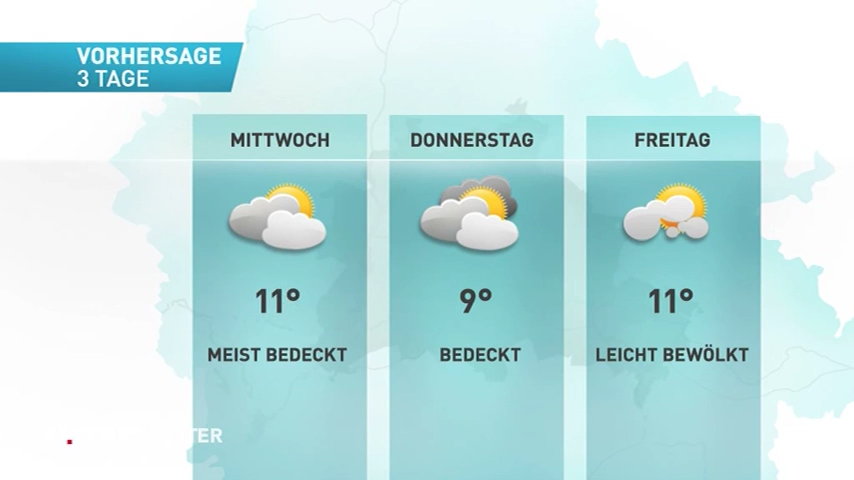 VORHERSAGE
3 TAGE
MITTWOCH
DONNERSTAG
FREITAG
11°
9°
11°
MEIST BEDECKT
BEDECKT
LEICHT BEWÖLKT